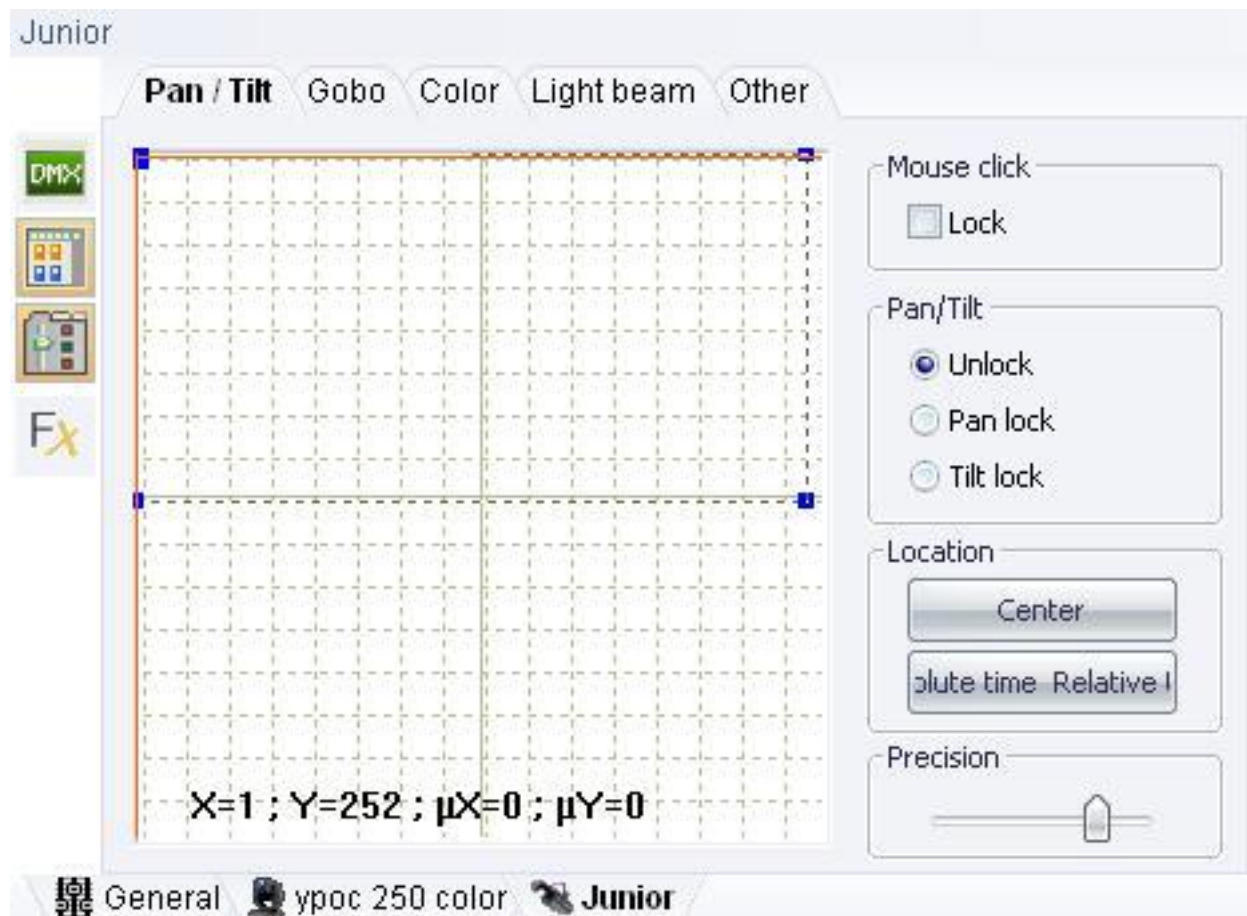 Junior
Pan / Tilt Gobo Color Light beam Other
DMX
Mouse click
Lock
Pan/Tilt
Unlock
Pan lock
Tilt lock
Fx
Location
Center
olute time Relative
Precision
X=1 ; Y=252 ; µX=0 ; µY=0
General ypoc 250 color Junior